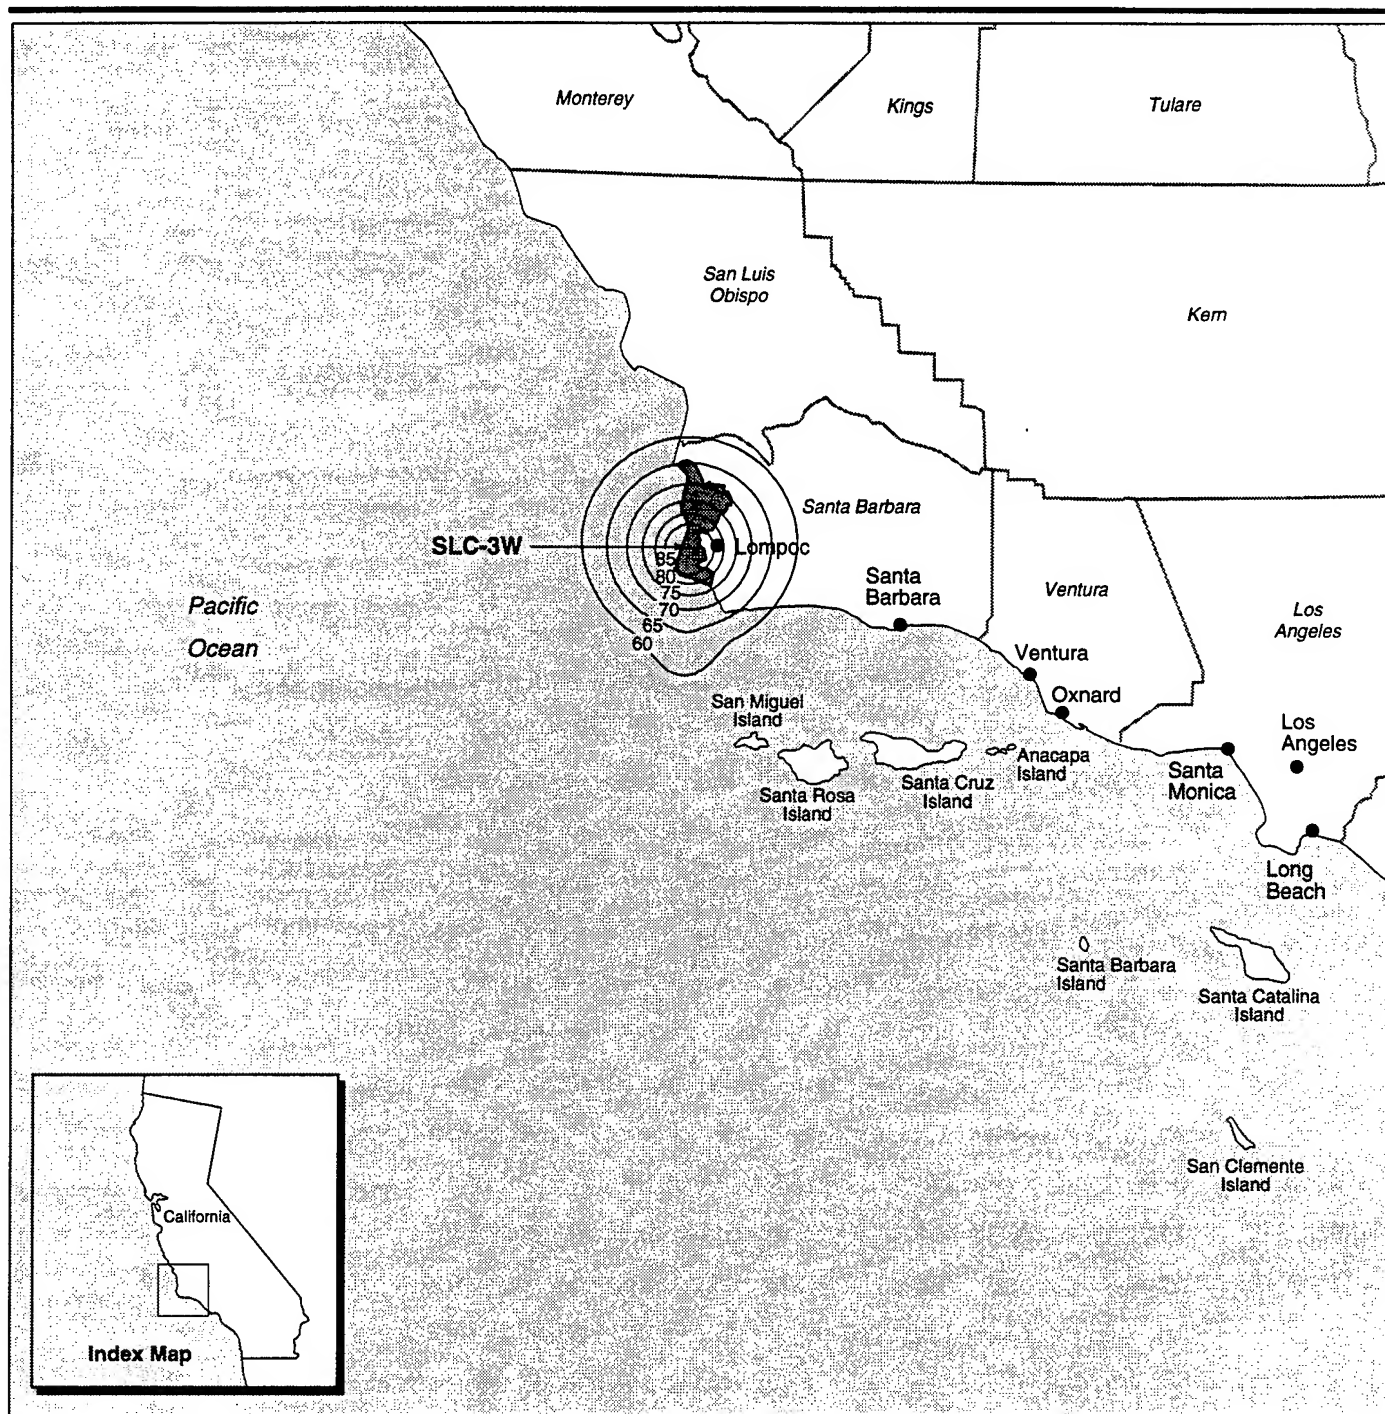 Monterey
Kings
Tulare
San Luis
Obispo
Kern
Santa Barbara
SLC-3W
Lompoc
85
80
75
70
65
60
Pacific
Ocean
Santa
Barbara
Ventura
Los
Angeles
Ventura
Oxnard
San Miguel
Island
Santa Rosa
Island
Santa Cruz
Island
Anacapa
Island
Santa
Monica
Los
Angeles
Long
Beach
Santa Barbara
Island
Santa Catalina
Island
San Clemente
Island
California
Index Map